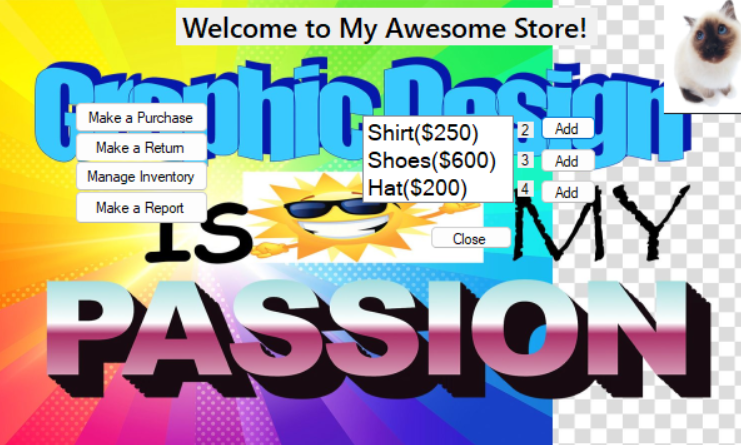 Welcome to My Awesome Store!
Graphic Design
Make a Purchase
Make a Return
Manage Inventory
Make a Report
Shirt($250) 2 Add
Shoes($600) 3 Add
Hat($200) 4 Add
Close
is MY
PASSION